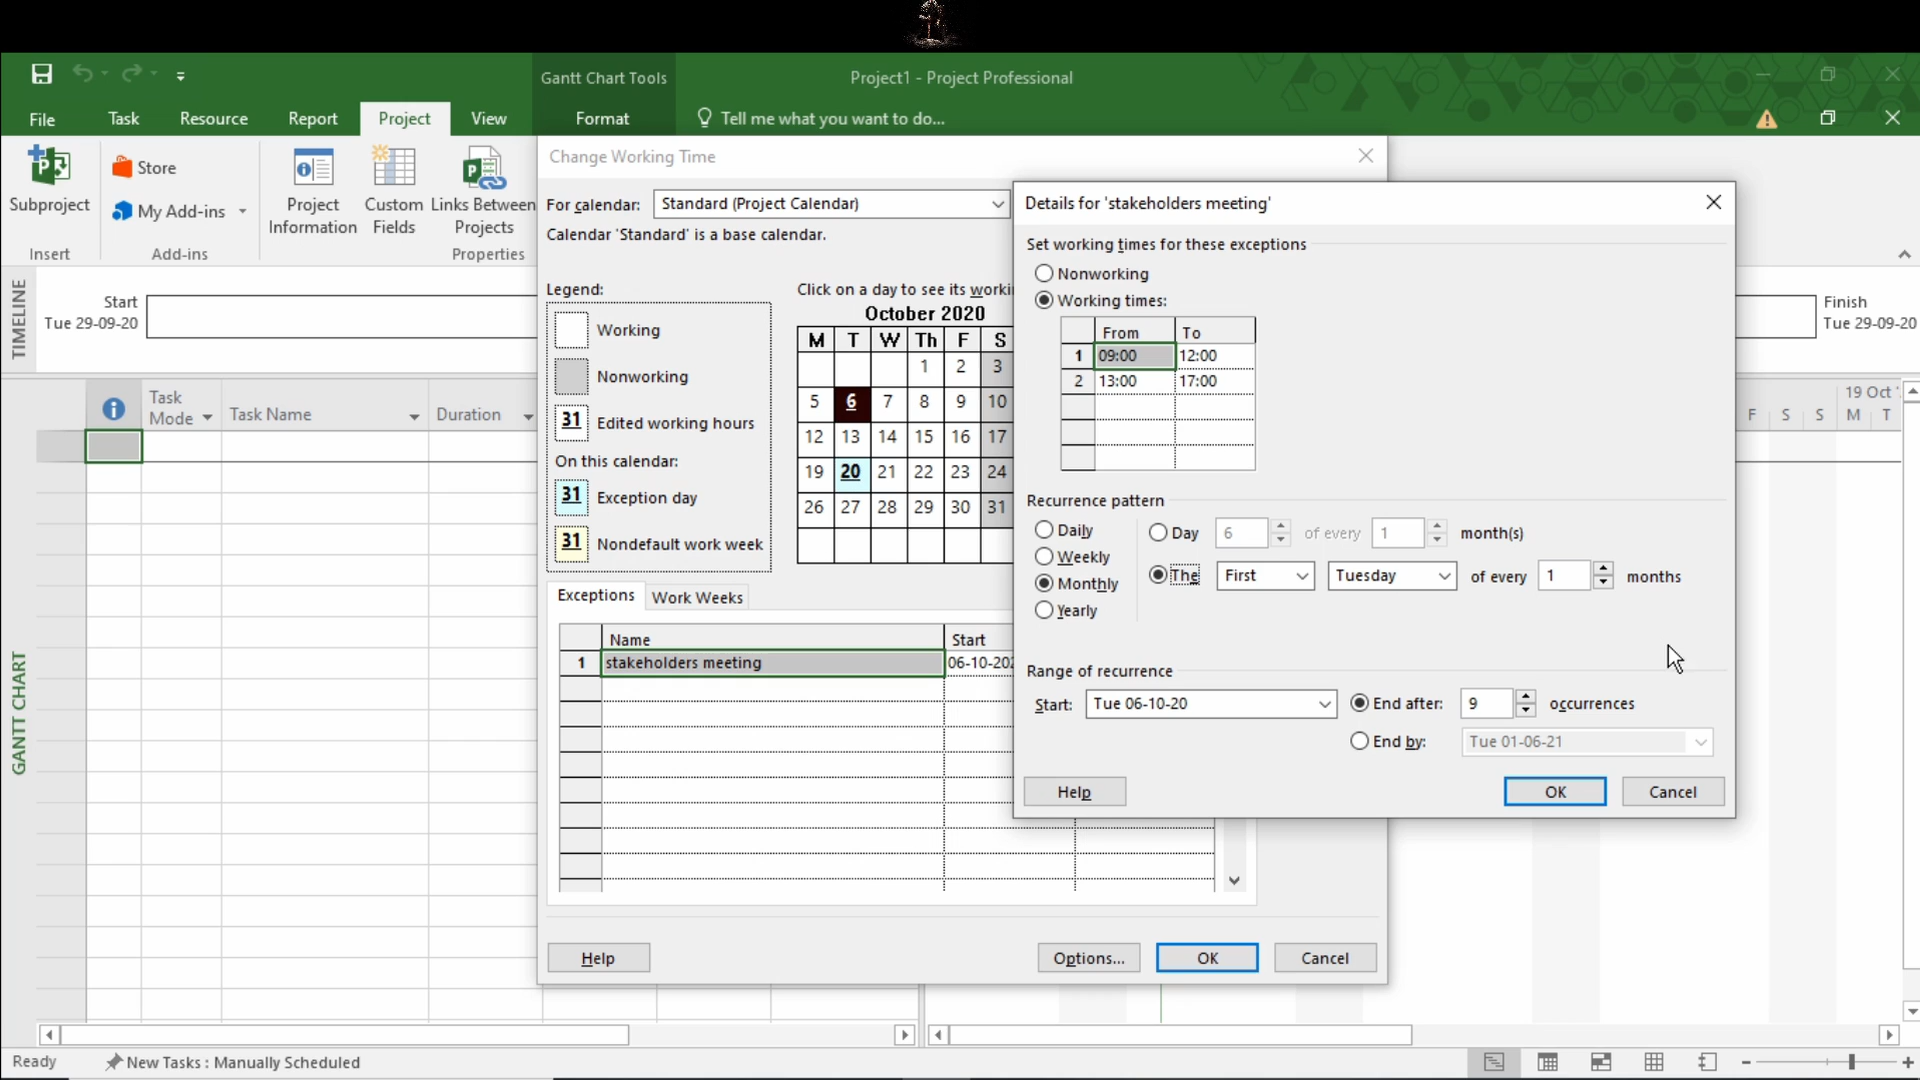 Gantt Chart Tools
Project1 - Project Professional
File
Task
Resource
Report
Project
View
Format
Tell me what you want to do...
Subproject
Insert
Store
My Add-ins
Add-ins
Project
Information
Custom
Fields
Links Between
Projects
Properties
TIMELINE
Start
Tue 29-09-20
Finish
Tue 29-09-20
GANTT CHART
Task
Mode
Task Name
Duration
19 Oct '
F S S M T
Change Working Time
For calendar:
Standard (Project Calendar)
Calendar 'Standard' is a base calendar.
Legend:
Working
Nonworking
31 Edited working hours
On this calendar:
31 Exception day
31 Nondefault work week
Click on a day to see its worki
October 2020
M T W Th F S
1 2 3
5 6 7 8 9 10
12 13 14 15 16 17
19 20 21 22 23 24
26 27 28 29 30 31
Exceptions
Work Weeks
Name
Start
1 stakeholders meeting 06-10-202
Help
Options...
OK
Cancel
Details for 'stakeholders meeting'
Set working times for these exceptions
Nonworking
Working times:
From To
1 09:00 12:00
2 13:00 17:00
Recurrence pattern
Daily
Weekly
Monthly
Yearly
Day 6 of every 1 month(s)
The First Tuesday of every 1 months
Range of recurrence
Start: Tue 06-10-20
End after: 9 occurrences
End by: Tue 01-06-21
Help
OK
Cancel
Ready
New Tasks : Manually Scheduled